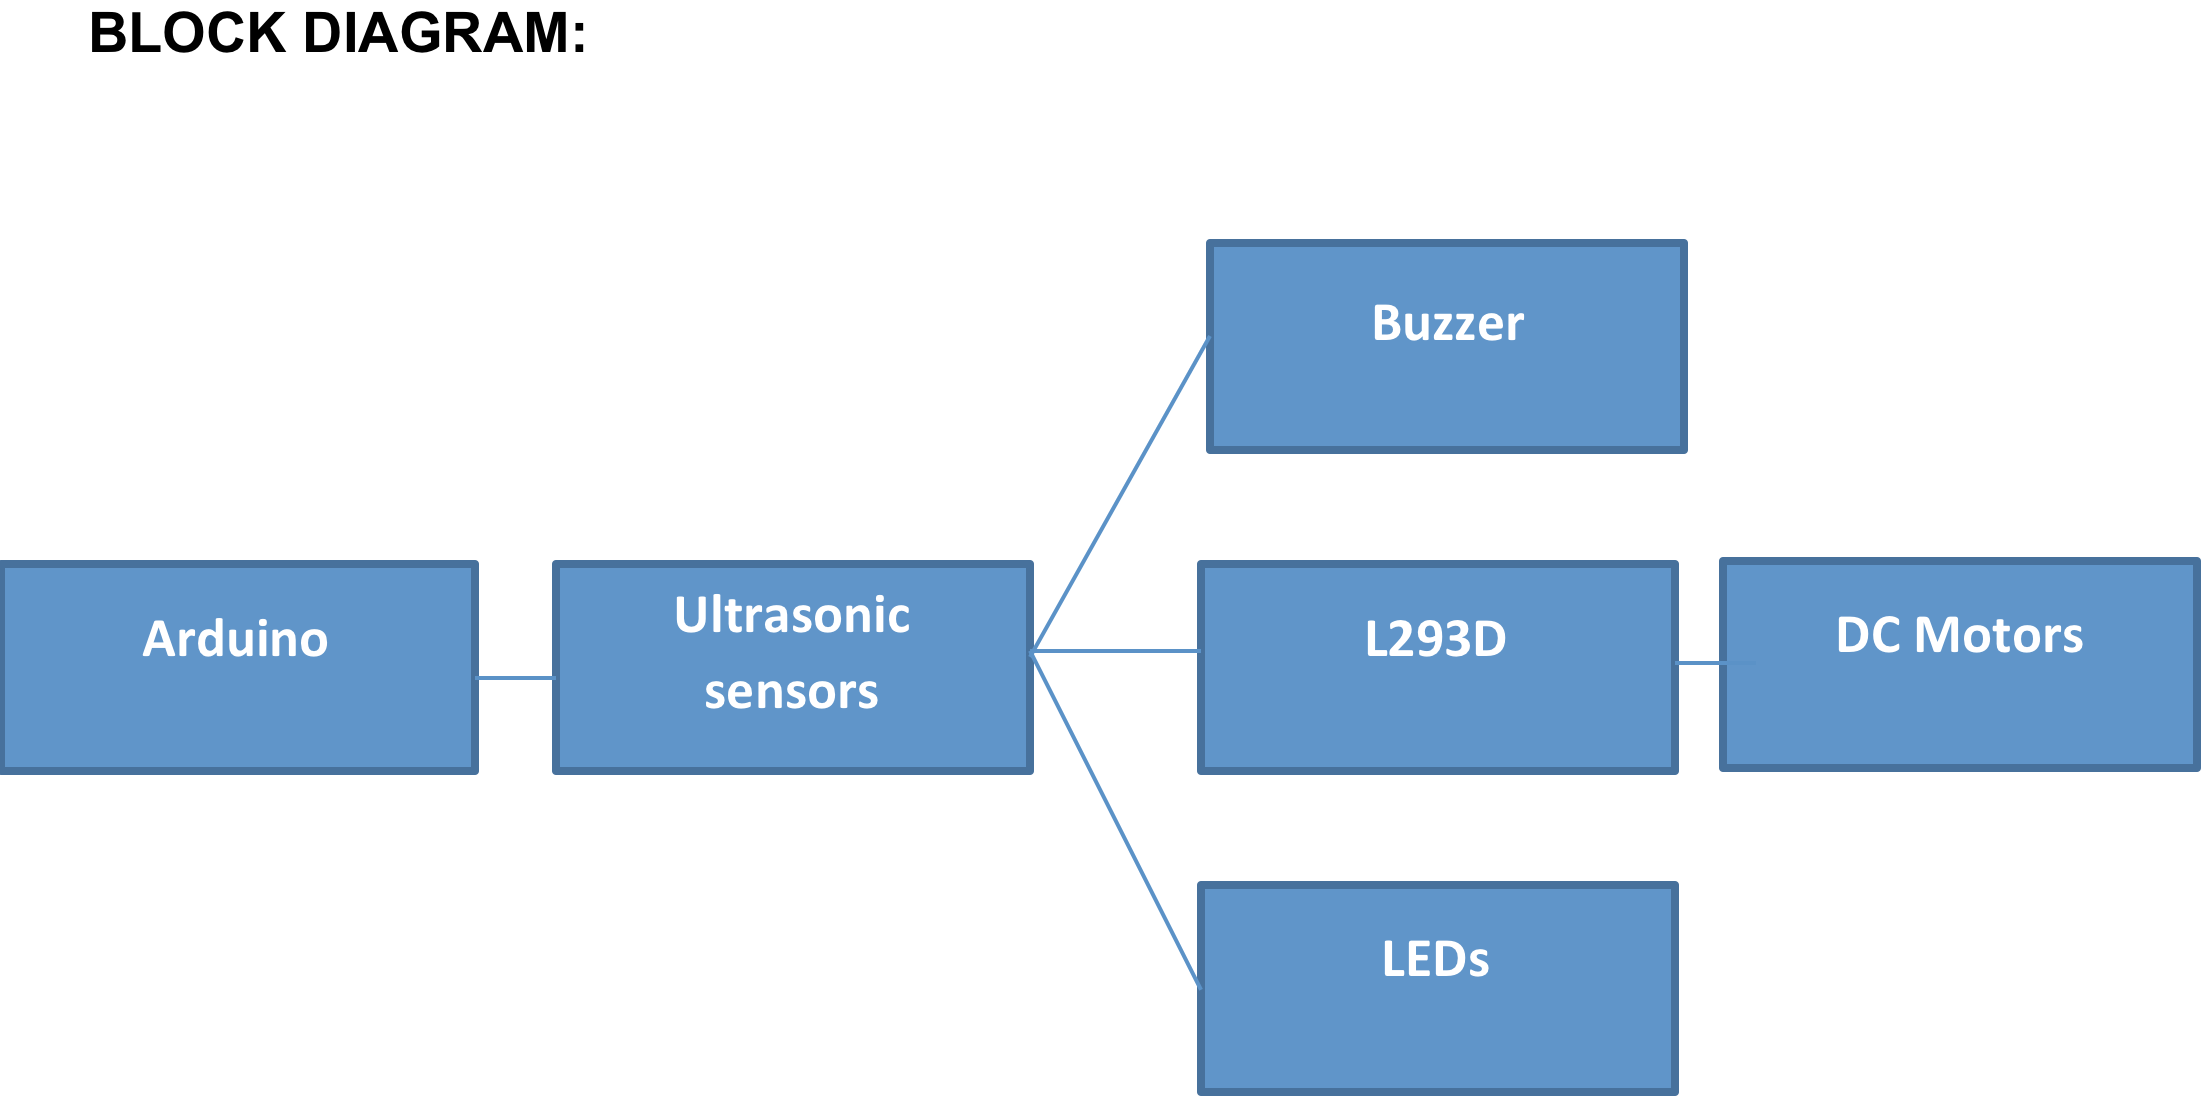 BLOCK DIAGRAM:
Buzzer
Arduino
Ultrasonic
sensors
L293D
DC Motors
LEDs